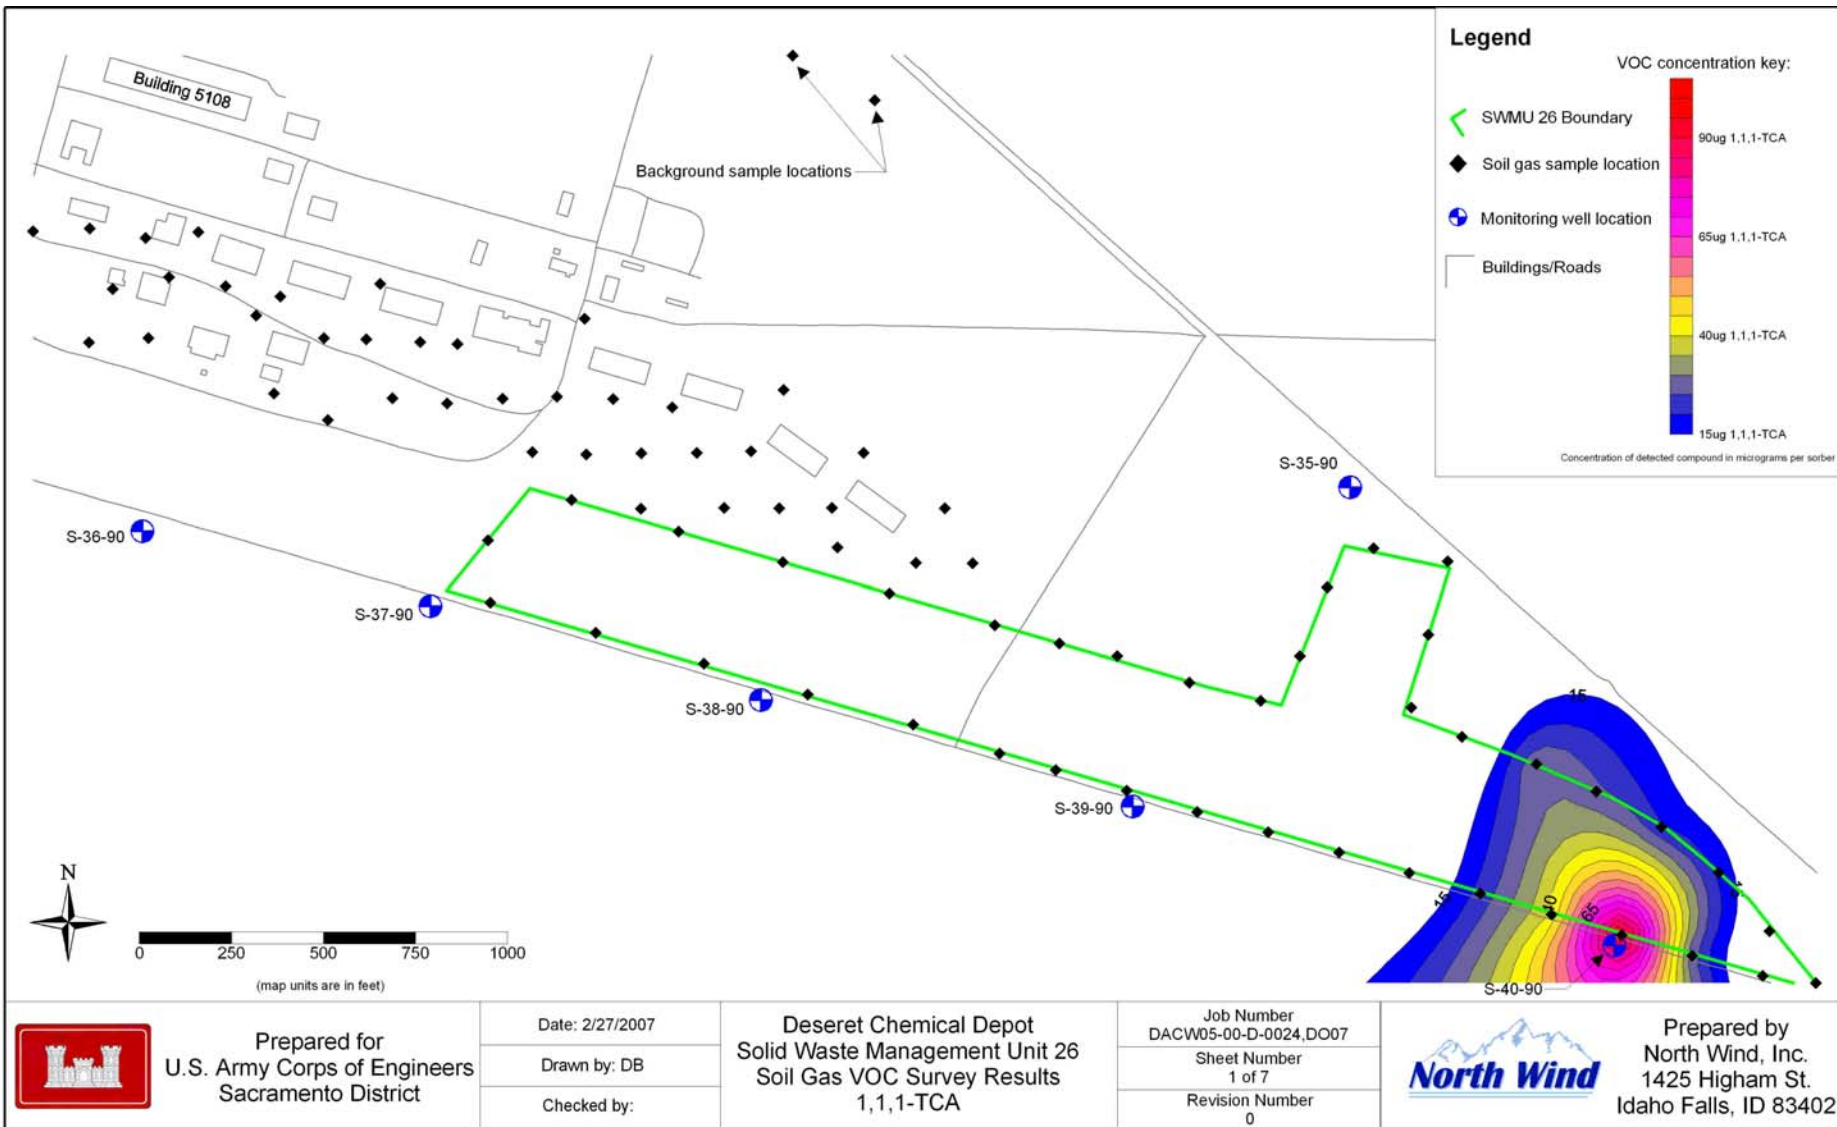 Building 5108
Background sample locations
Legend
VOC concentration key:
SWMU 26 Boundary
90ug 1,1,1-TCA
Soil gas sample location
Monitoring well location
65ug 1,1,1-TCA
Buildings/Roads
40ug 1,1,1-TCA
15ug 1,1,1-TCA
Concentration of detected compound in micrograms per sorber
S-35-90
S-36-90
S-37-90
S-38-90
S-39-90
15
15
40
65
S-40-90
N
0 250 500 750 1000
(map units are in feet)
Prepared for
U.S. Army Corps of Engineers
Sacramento District
Date: 2/27/2007
Drawn by: DB
Checked by:
Deseret Chemical Depot
Solid Waste Management Unit 26
Soil Gas VOC Survey Results
1,1,1-TCA
Job Number
DACW05-00-D-0024,DO07
Sheet Number
1 of 7
Revision Number
0
North Wind
Prepared by
North Wind, Inc.
1425 Higham St.
Idaho Falls, ID 83402